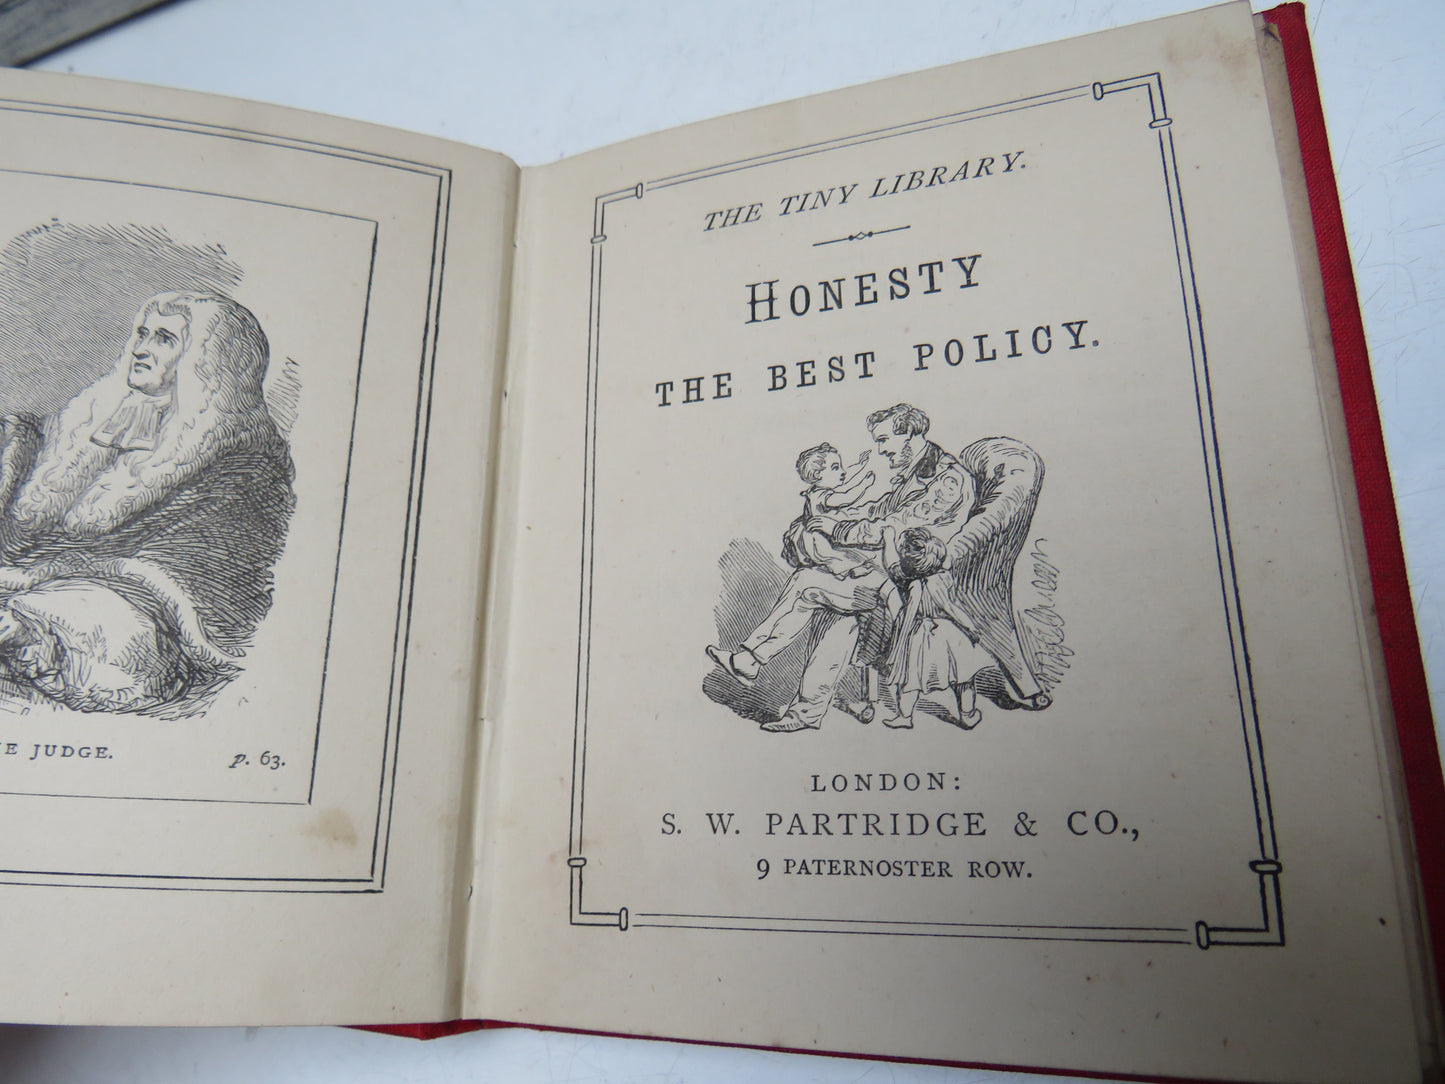 JUDGE.
p. 63.
THE TINY LIBRARY.
HONESTY
THE BEST POLICY.
LONDON:
S. W. PARTRIDGE & CO.,
9 PATERNOSTER ROW.